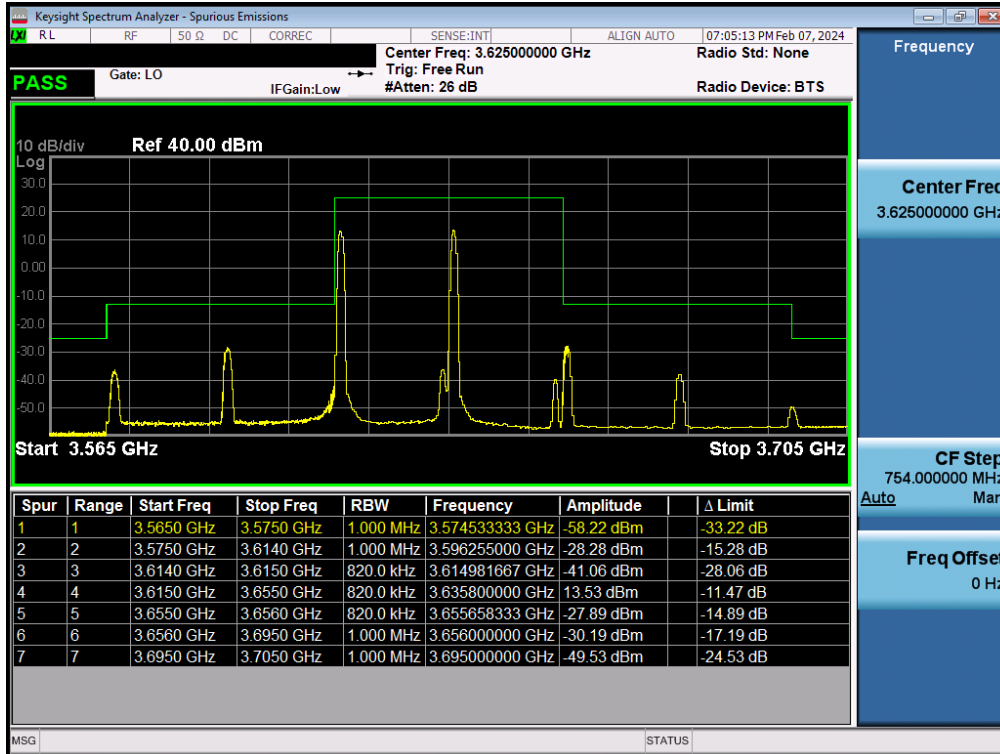 Keysight Spectrum Analyzer - Spurious Emissions
LXI RL RF 50 Ω DC CORREC SENSE:INT ALIGN AUTO 07:05:13 PM Feb 07, 2024
Center Freq: 3.625000000 GHz Radio Std: None
Gate: LO Trig: Free Run
PASS IFGain:Low #Atten: 26 dB Radio Device: BTS
10 dB/div Ref 40.00 dBm
Log
30.0
20.0
10.0
0.00
-10.0
-20.0
-30.0
-40.0
-50.0
Start 3.565 GHz Stop 3.705 GHz
Spur Range Start Freq Stop Freq RBW Frequency Amplitude Δ Limit
1 1 3.5650 GHz 3.5750 GHz 1.000 MHz 3.574533333 GHz -58.22 dBm -33.22 dB
2 2 3.5750 GHz 3.6140 GHz 1.000 MHz 3.596255000 GHz -28.28 dBm -15.28 dB
3 3 3.6140 GHz 3.6150 GHz 820.0 kHz 3.614981667 GHz -41.06 dBm -28.06 dB
4 4 3.6150 GHz 3.6550 GHz 820.0 kHz 3.635800000 GHz 13.53 dBm -11.47 dB
5 5 3.6550 GHz 3.6560 GHz 820.0 kHz 3.655658333 GHz -27.89 dBm -14.89 dB
6 6 3.6560 GHz 3.6950 GHz 1.000 MHz 3.656000000 GHz -30.19 dBm -17.19 dB
7 7 3.6950 GHz 3.7050 GHz 1.000 MHz 3.695000000 GHz -49.53 dBm -24.53 dB
MSG STATUS
Frequency
Center Freq
3.625000000 GHz
CF Step
754.000000 MHz
Auto Man
Freq Offset
0 Hz